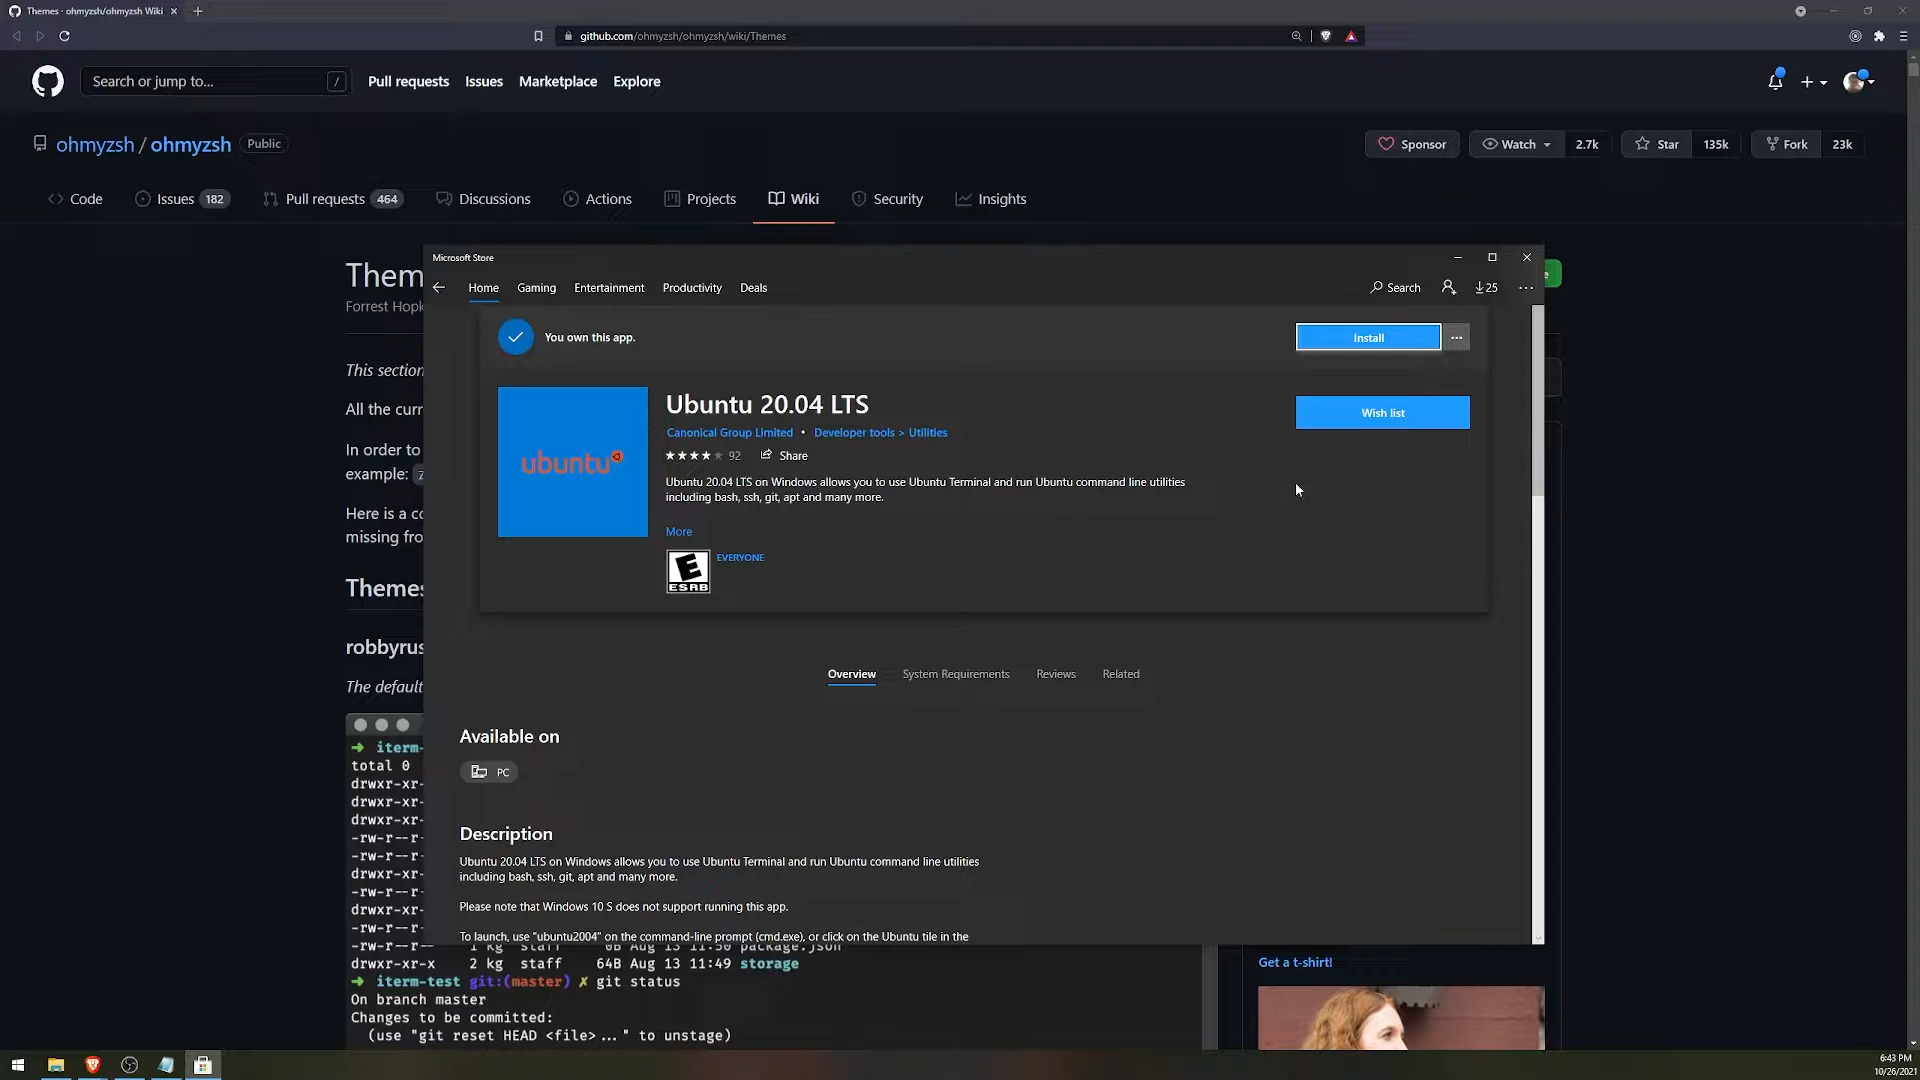 Themes · ohmyzsh/ohmyzsh Wiki
github.com/ohmyzsh/ohmyzsh/wiki/Themes
Search or jump to...
/
Pull requests
Issues
Marketplace
Explore
ohmyzsh / ohmyzsh
Public
Sponsor
Watch
2.7k
Star
135k
Fork
23k
Code
Issues 182
Pull requests 464
Discussions
Actions
Projects
Wiki
Security
Insights
Them
Forrest Hopk
This section
All the curr
In order to
example: z
Here is a co
missing fro
Themes
robbyrus
The default
Microsoft Store
Home
Gaming
Entertainment
Productivity
Deals
Search
25
You own this app.
Install
ubuntu
Ubuntu 20.04 LTS
Canonical Group Limited • Developer tools > Utilities
92
Share
Wish list
Ubuntu 20.04 LTS on Windows allows you to use Ubuntu Terminal and run Ubuntu command line utilities
including bash, ssh, git, apt and many more.
More
E
ESRB
EVERYONE
Overview
System Requirements
Reviews
Related
Available on
PC
Description
Ubuntu 20.04 LTS on Windows allows you to use Ubuntu Terminal and run Ubuntu command line utilities
including bash, ssh, git, apt and many more.
Please note that Windows 10 S does not support running this app.
To launch, use "ubuntu2004" on the command-line prompt (cmd.exe), or click on the Ubuntu tile in the
➜ iterm-
total 0
drwxr-xr-
drwxr-xr-
drwxr-xr-
-rw-r--r-
-rw-r--r-
drwxr-xr-
-rw-r--r-
drwxr-xr-
-rw-r--r-
-rw-r--r-- 1 kg staff 0B Aug 13 11:50 package.json
drwxr-xr-x 2 kg staff 64B Aug 13 11:49 storage
➜ iterm-test git:(master) ✗ git status
On branch master
Changes to be committed:
(use "git reset HEAD <file>..." to unstage)
Get a t-shirt!
6:43 PM
10/26/2021